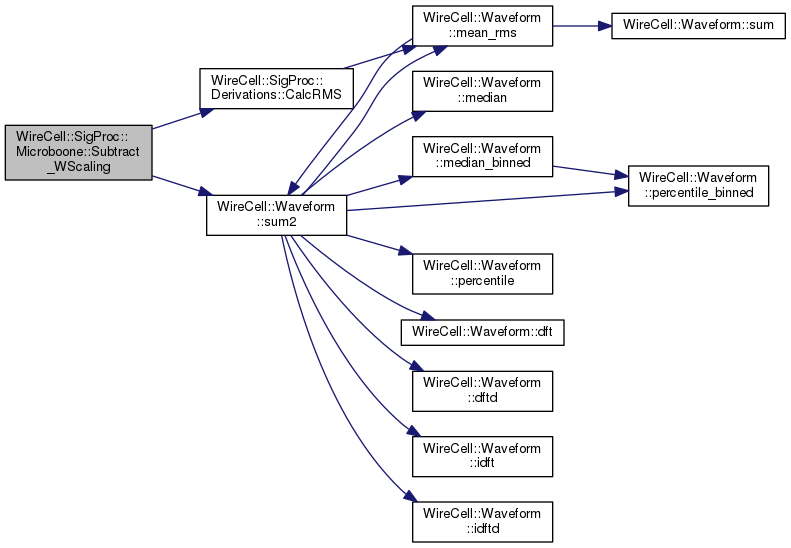 WireCell::SigProc::
Microboone::Subtract
_WScaling
WireCell::SigProc::
Derivations::CalcRMS
WireCell::Waveform
::sum2
WireCell::Waveform
::mean_rms
WireCell::Waveform
::median
WireCell::Waveform
::median_binned
WireCell::Waveform
::percentile
WireCell::Waveform::dft
WireCell::Waveform
::dftd
WireCell::Waveform
::idft
WireCell::Waveform
::idftd
WireCell::Waveform::sum
WireCell::Waveform
::percentile_binned